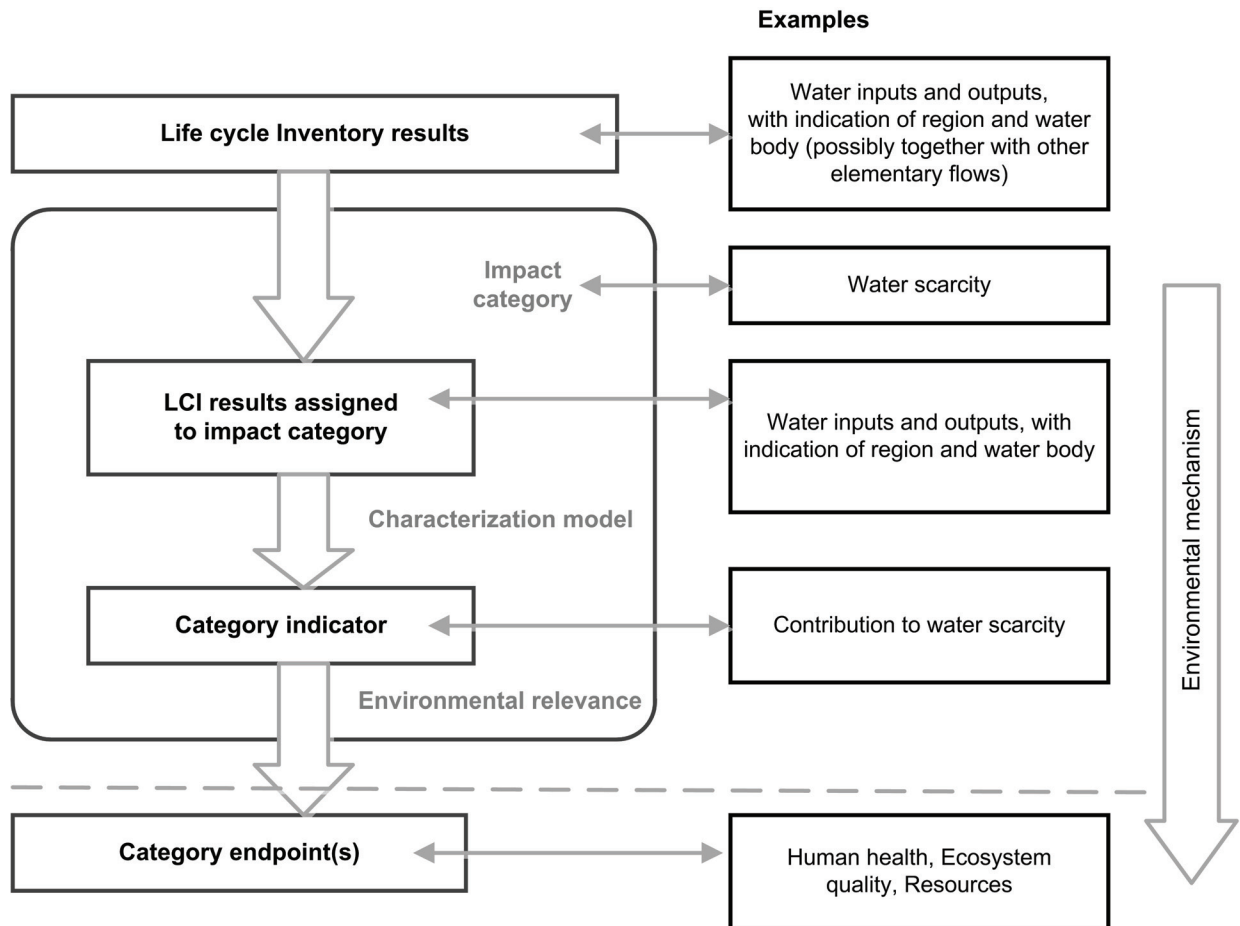 Examples
Life cycle Inventory results
Water inputs and outputs,
with indication of region and water
body (possibly together with other
elementary flows)
Impact
category
Water scarcity
LCI results assigned
to impact category
Water inputs and outputs, with
indication of region and water body
Characterization model
Category indicator
Contribution to water scarcity
Environmental relevance
Environmental mechanism
Category endpoint(s)
Human health, Ecosystem
quality, Resources